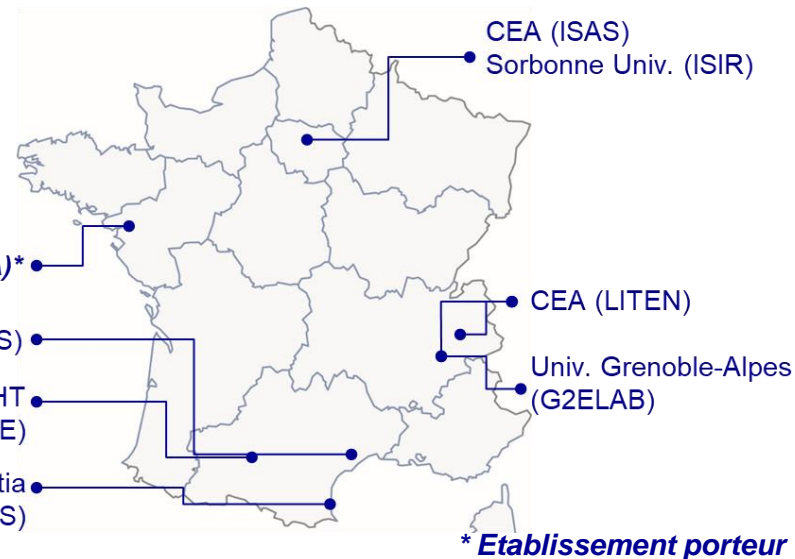 CEA (ISAS)
Sorbonne Univ. (ISIR)
)*
S)
CEA (LITEN)
Univ. Grenoble-Alpes
(G2ELAB)
HT
E)
tia
S)
* Etablissement porteur